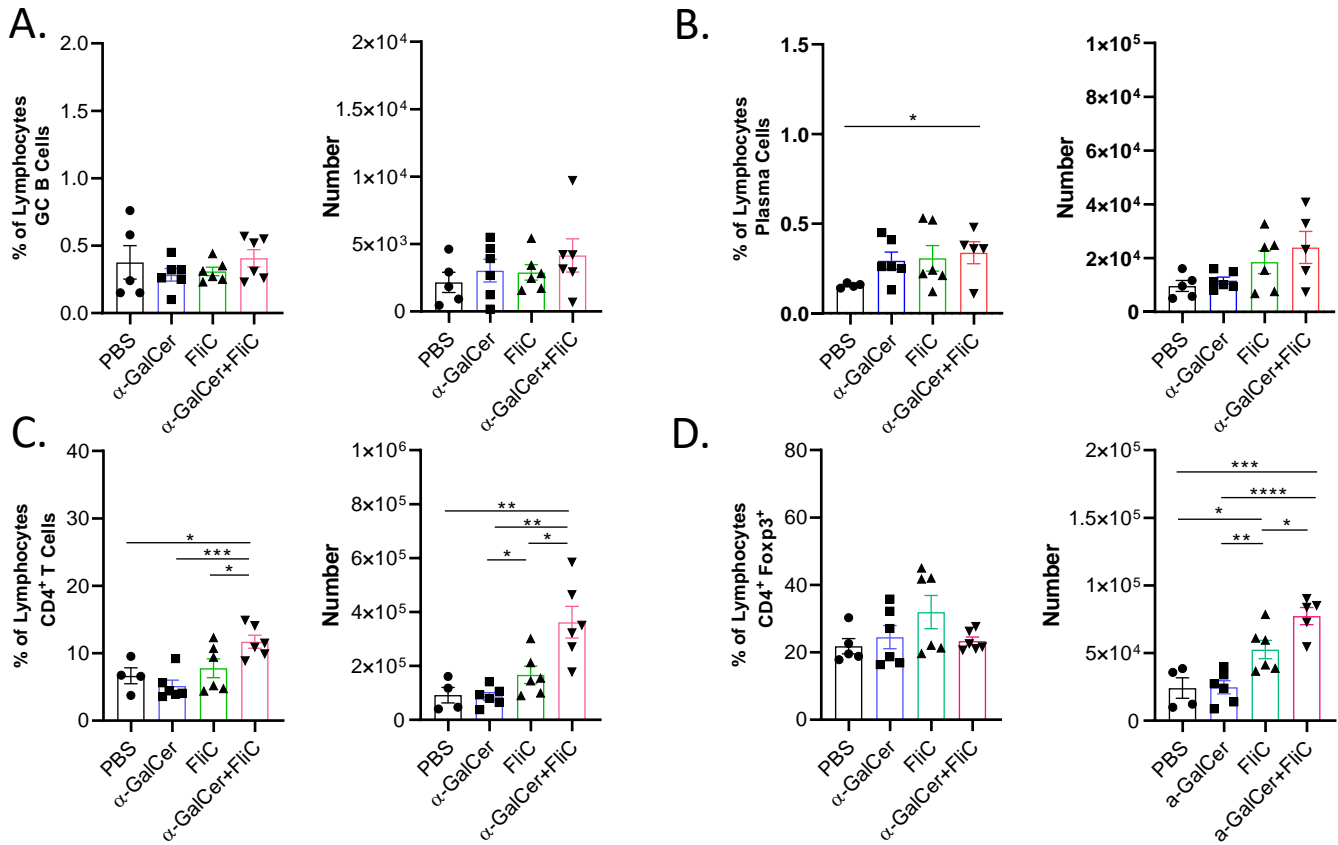 A.
% of Lymphocytes
GC B Cells
2.0
1.5
1.0
0.5
0.0
PBS
α-GalCer
FliC
α-GalCer+FliC
Number
2×10⁴
2×10⁴
1×10⁴
5×10³
0
PBS
α-GalCer
FliC
α-GalCer+FliC
B.
% of Lymphocytes
Plasma Cells
1.5
1.0
0.5
0.0
*
PBS
α-GalCer
FliC
α-GalCer+FliC
Number
1×10⁵
8×10⁴
6×10⁴
4×10⁴
2×10⁴
0
PBS
α-GalCer
FliC
α-GalCer+FliC
C.
% of Lymphocytes
CD4⁺ T Cells
40
30
20
10
0
*
***
*
PBS
α-GalCer
FliC
α-GalCer+FliC
Number
1×10⁶
8×10⁵
6×10⁵
4×10⁵
2×10⁵
0
**
**
*
*
PBS
α-GalCer
FliC
α-GalCer+FliC
D.
% of Lymphocytes
CD4⁺ Foxp3⁺
80
60
40
20
0
PBS
α-GalCer
FliC
α-GalCer+FliC
Number
2×10⁵
2×10⁵
1×10⁵
5×10⁴
0
***
****
*
*
**
PBS
a-GalCer
FliC
a-GalCer+FliC